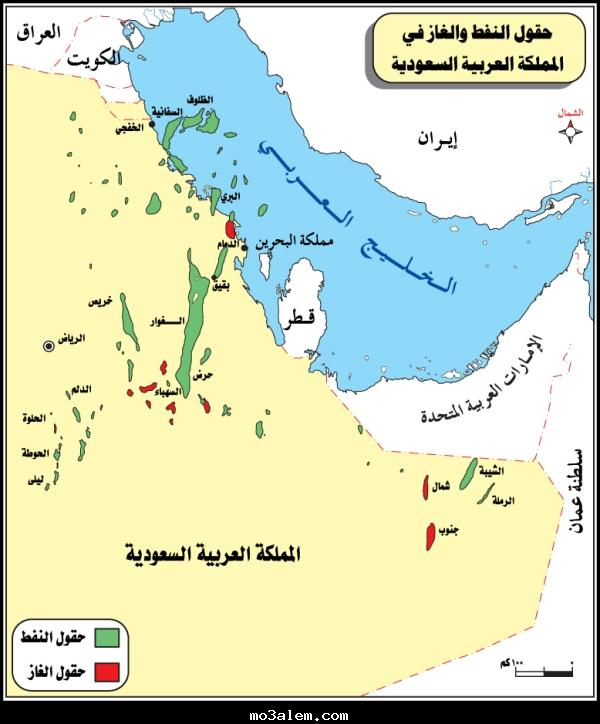 حقول النفط والغاز في
المملكة العربية السعودية
العراق
الكويت
الشمال
إيران
الظلوف
السفانية
الخفجي
الخليج العربي
البري
الدمام
مملكة البحرين
بقيق
قطر
خريص
الغوار
الرياض
حرض
السهباء
الدلم
الحلوة
الحوطة
ليلى
الإمارات العربية المتحدة
سلطنة عمان
الشيبة
شمال
الرملة
جنوب
المملكة العربية السعودية
حقول النفط
حقول الغاز
٠ ١٠٠ كم
mo3alem.com